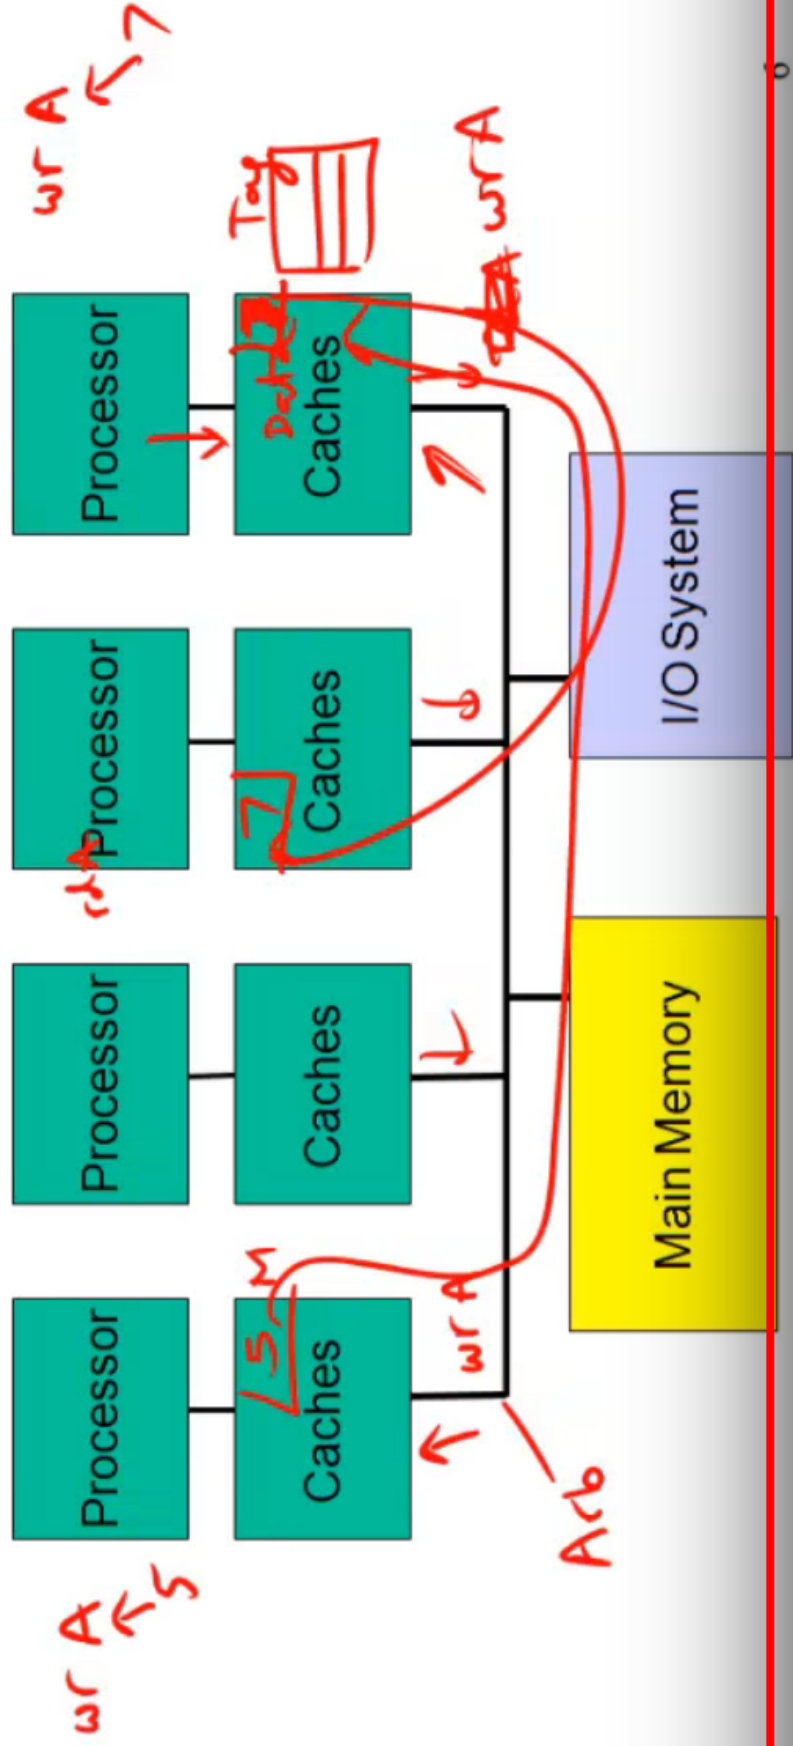 wr A ← 5
wr A ← 7
rd A
Processor Processor Processor Processor
M
Tag
5
7
Data
Caches Caches Caches Caches
wr A
wr A
Arb
Main Memory I/O System